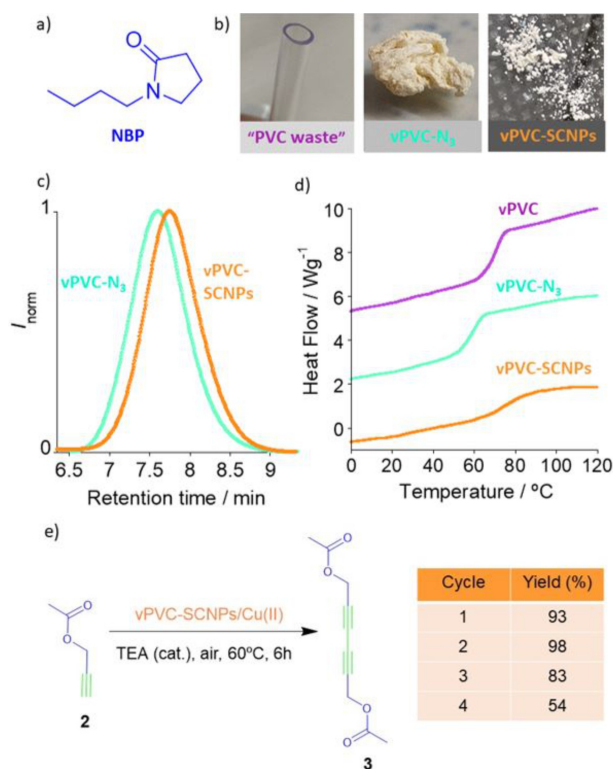 a)
O
N
NBP
b)
"PVC waste"
vPVC-N₃
vPVC-SCNPs
c)
1
vPVC-N₃
vPVC-
SCNPs
I_norm
0
6.5 7 7.5 8 8.5 9
Retention time / min
d)
vPVC
10
8
vPVC-N₃
6
4
vPVC-SCNPs
2
0
Heat Flow / Wg⁻¹
0 20 40 60 80 100 120
Temperature / ºC
e)
O
O
2
vPVC-SCNPs/Cu(II)
TEA (cat.), air, 60ºC, 6h
O
O
O
O
3
Cycle Yield (%)
1 93
2 98
3 83
4 54